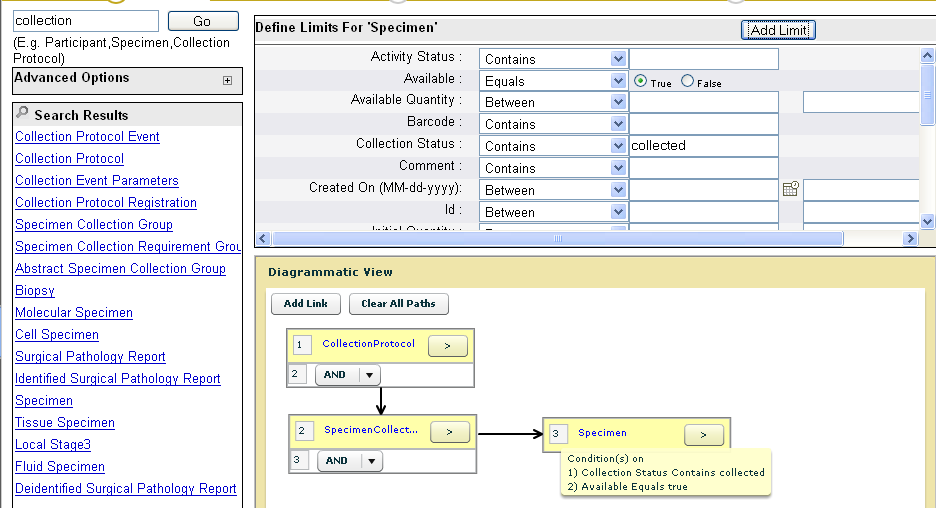 collection
Go
(E.g. Participant,Specimen,Collection
Protocol)
Advanced Options
Search Results
Collection Protocol Event
Collection Protocol
Collection Event Parameters
Collection Protocol Registration
Specimen Collection Group
Specimen Collection Requirement Grou
Abstract Specimen Collection Group
Biopsy
Molecular Specimen
Cell Specimen
Surgical Pathology Report
Identified Surgical Pathology Report
Specimen
Tissue Specimen
Local Stage3
Fluid Specimen
Deidentified Surgical Pathology Report
Define Limits For 'Specimen'
Add Limit
Activity Status : Contains
Available : Equals True False
Available Quantity : Between
Barcode : Contains
Collection Status : Contains collected
Comment : Contains
Created On (MM-dd-yyyy): Between
Id : Between
Initial Quantity :
Diagrammatic View
Add Link Clear All Paths
1 CollectionProtocol >
2 AND
2 SpecimenCollect... >
3 AND
3 Specimen >
Condition(s) on
1) Collection Status Contains collected
2) Available Equals true